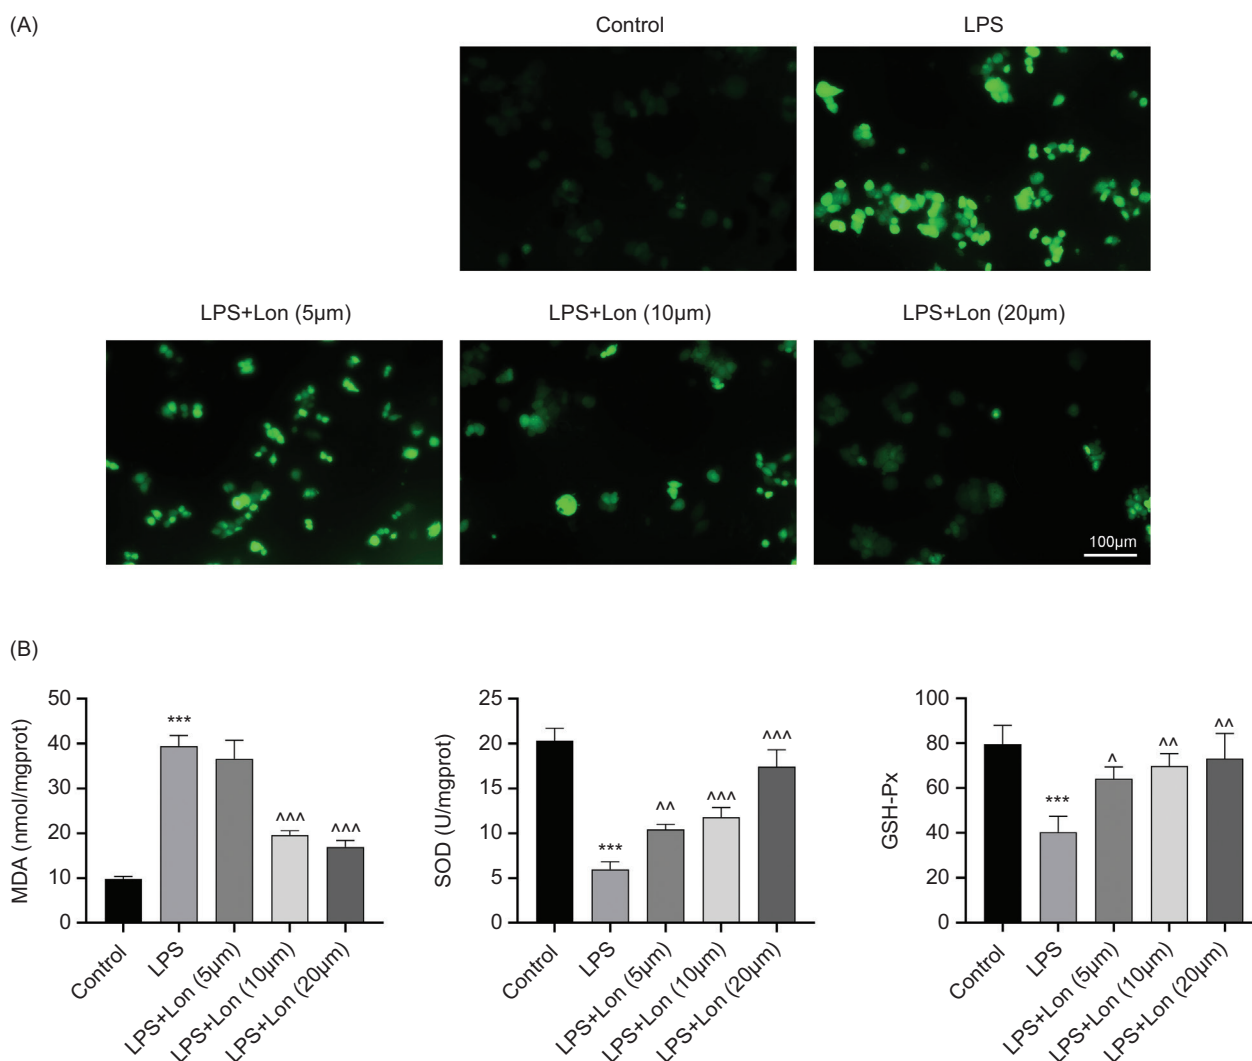 (A)
Control
LPS
LPS+Lon (5µm)
LPS+Lon (10µm)
LPS+Lon (20µm)
100µm
(B)
MDA (nmol/mgprot)
50
40
30
20
10
0
***
^^^
^^^
Control
LPS
LPS+Lon (5µm)
LPS+Lon (10µm)
LPS+Lon (20µm)
SOD (U/mgprot)
25
20
15
10
5
0
***
^^
^^^
^^^
Control
LPS
LPS+Lon (5µm)
LPS+Lon (10µm)
LPS+Lon (20µm)
GSH-Px
100
80
60
40
20
0
***
^
^^
^^
Control
LPS
LPS+Lon (5µm)
LPS+Lon (10µm)
LPS+Lon (20µm)